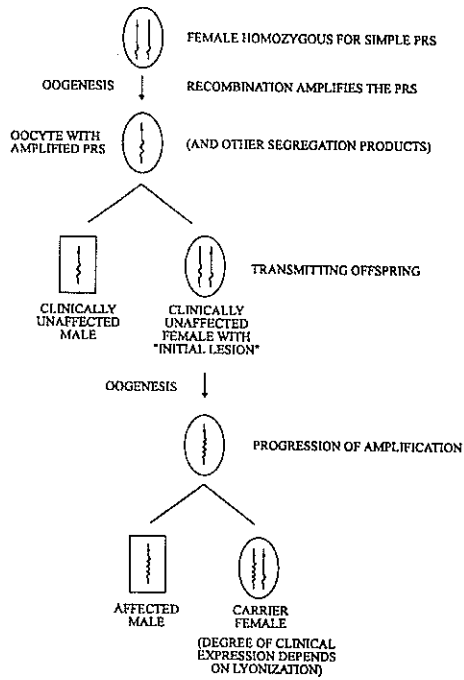 FEMALE HOMOZYGOUS FOR SIMPLE PRS
OOGENESIS
RECOMBINATION AMPLIFIES THE PRS
OOCYTE WITH
AMPLIFIED PRS
(AND OTHER SEGREGATION PRODUCTS)
TRANSMITTING OFFSPRING
CLINICALLY
UNAFFECTED
MALE
CLINICALLY
UNAFFECTED
FEMALE WITH
"INITIAL LESION"
OOGENESIS
PROGRESSION OF AMPLIFICATION
AFFECTED
MALE
CARRIER
FEMALE
(DEGREE OF CLINICAL
EXPRESSION DEPENDS
ON LYONIZATION)